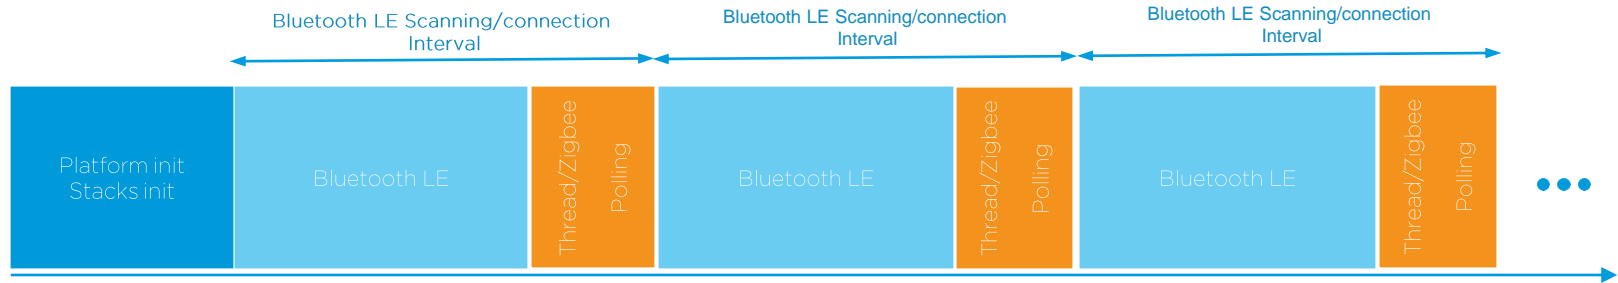 Bluetooth LE Scanning/connection
Interval
Bluetooth LE Scanning/connection
Interval
Bluetooth LE Scanning/connection
Interval
Platform init
Stacks init
Bluetooth LE
Thread/Zigbee
Polling
Bluetooth LE
Thread/Zigbee
Polling
Bluetooth LE
Thread/Zigbee
Polling